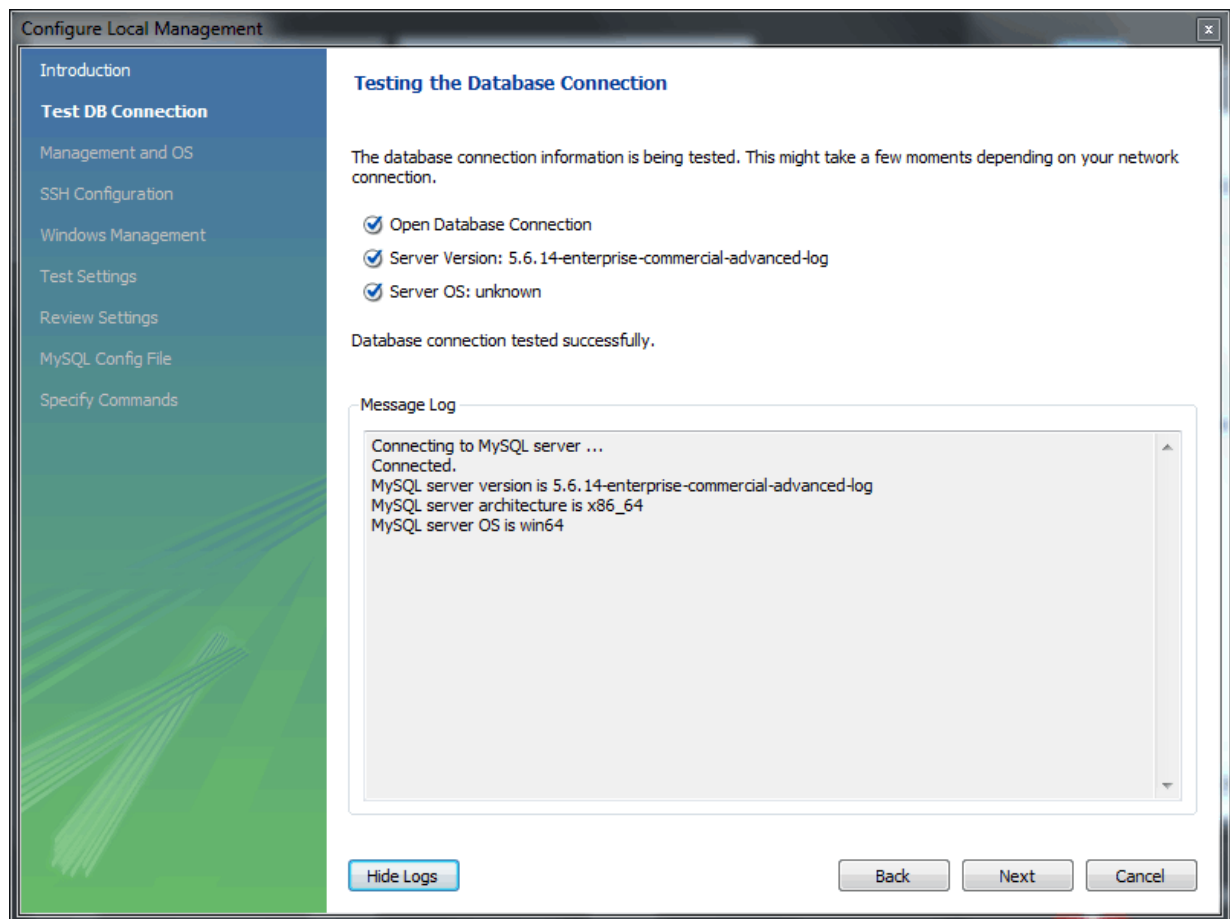 Configure Local Management
x
Introduction
Test DB Connection
Management and OS
SSH Configuration
Windows Management
Test Settings
Review Settings
MySQL Config File
Specify Commands
Testing the Database Connection
The database connection information is being tested. This might take a few moments depending on your network
connection.
Open Database Connection
Server Version: 5.6.14-enterprise-commercial-advanced-log
Server OS: unknown
Database connection tested successfully.
Message Log
Connecting to MySQL server ...
Connected.
MySQL server version is 5.6.14-enterprise-commercial-advanced-log
MySQL server architecture is x86_64
MySQL server OS is win64
Hide Logs
Back
Next
Cancel